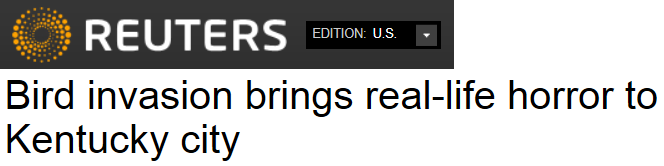 REUTERS EDITION: U.S.
Bird invasion brings real-life horror to
Kentucky city